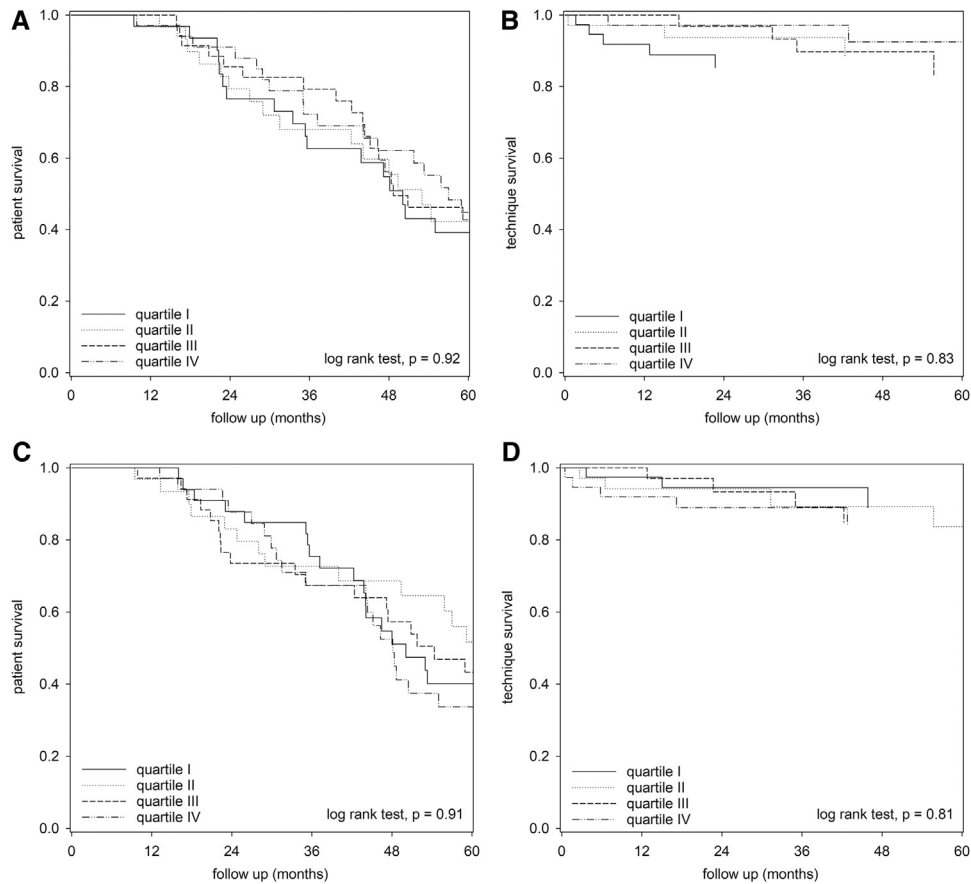 A
1.0
0.8
0.6
0.4
0.2
0.0
patient survival
quartile I
quartile II
quartile III
quartile IV
log rank test, p = 0.92
0 12 24 36 48 60
follow up (months)
B
1.0
0.8
0.6
0.4
0.2
0.0
technique survival
quartile I
quartile II
quartile III
quartile IV
log rank test, p = 0.83
0 12 24 36 48 60
follow up (months)
C
1.0
0.8
0.6
0.4
0.2
0.0
patient survival
quartile I
quartile II
quartile III
quartile IV
log rank test, p = 0.91
0 12 24 36 48 60
follow up (months)
D
1.0
0.8
0.6
0.4
0.2
0.0
technique survival
quartile I
quartile II
quartile III
quartile IV
log rank test, p = 0.81
0 12 24 36 48 60
follow up (months)